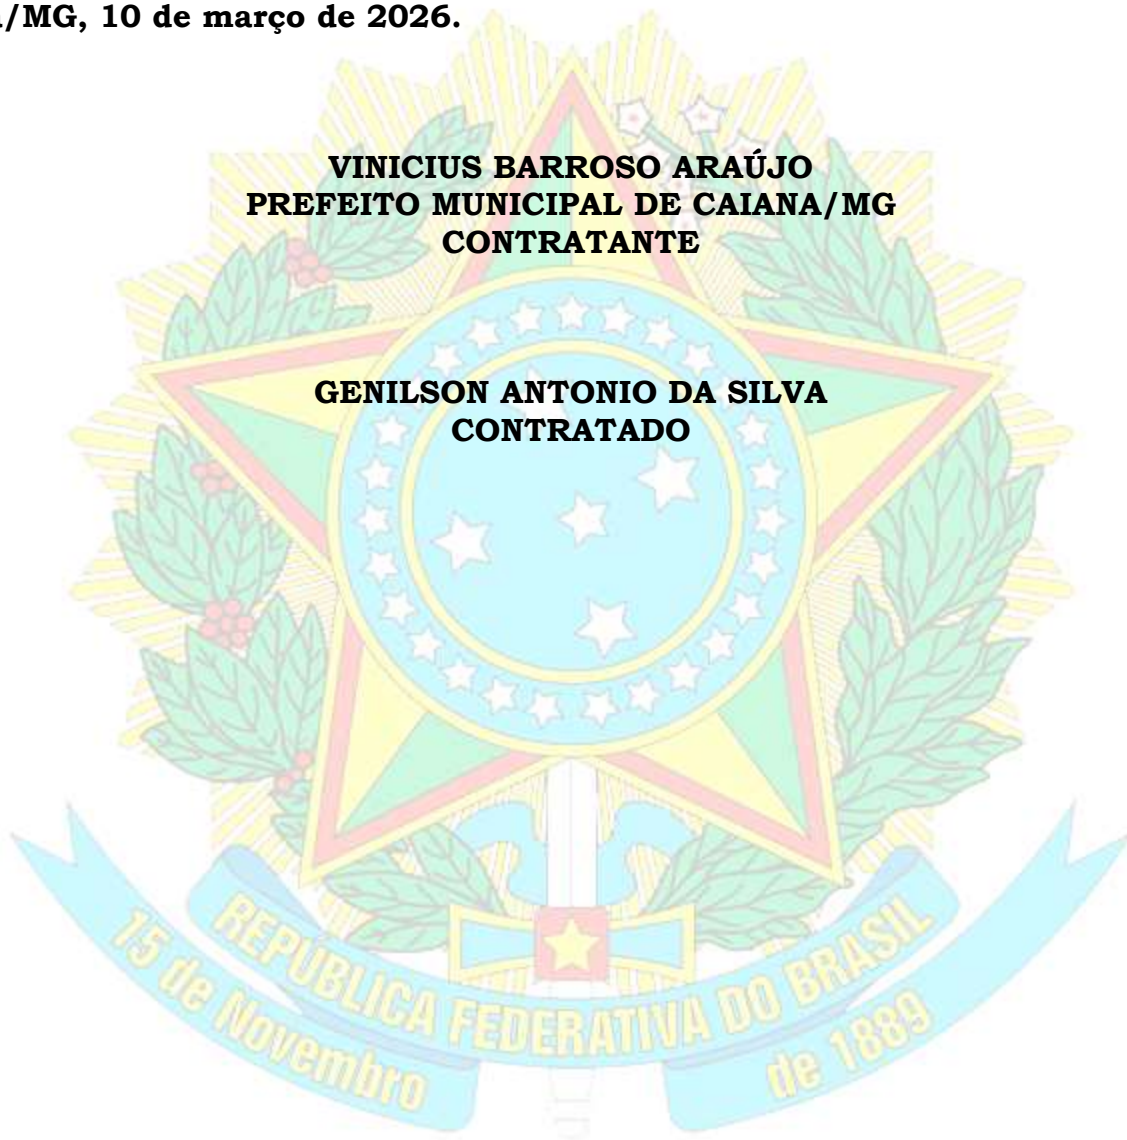 /MG, 10 de março de 2026.
VINICIUS BARROSO ARAÚJO
PREFEITO MUNICIPAL DE CAIANA/MG
CONTRATANTE
GENILSON ANTONIO DA SILVA
CONTRATADO
REPÚBLICA FEDERATIVA DO BRASIL
15 de Novembro
de 1889